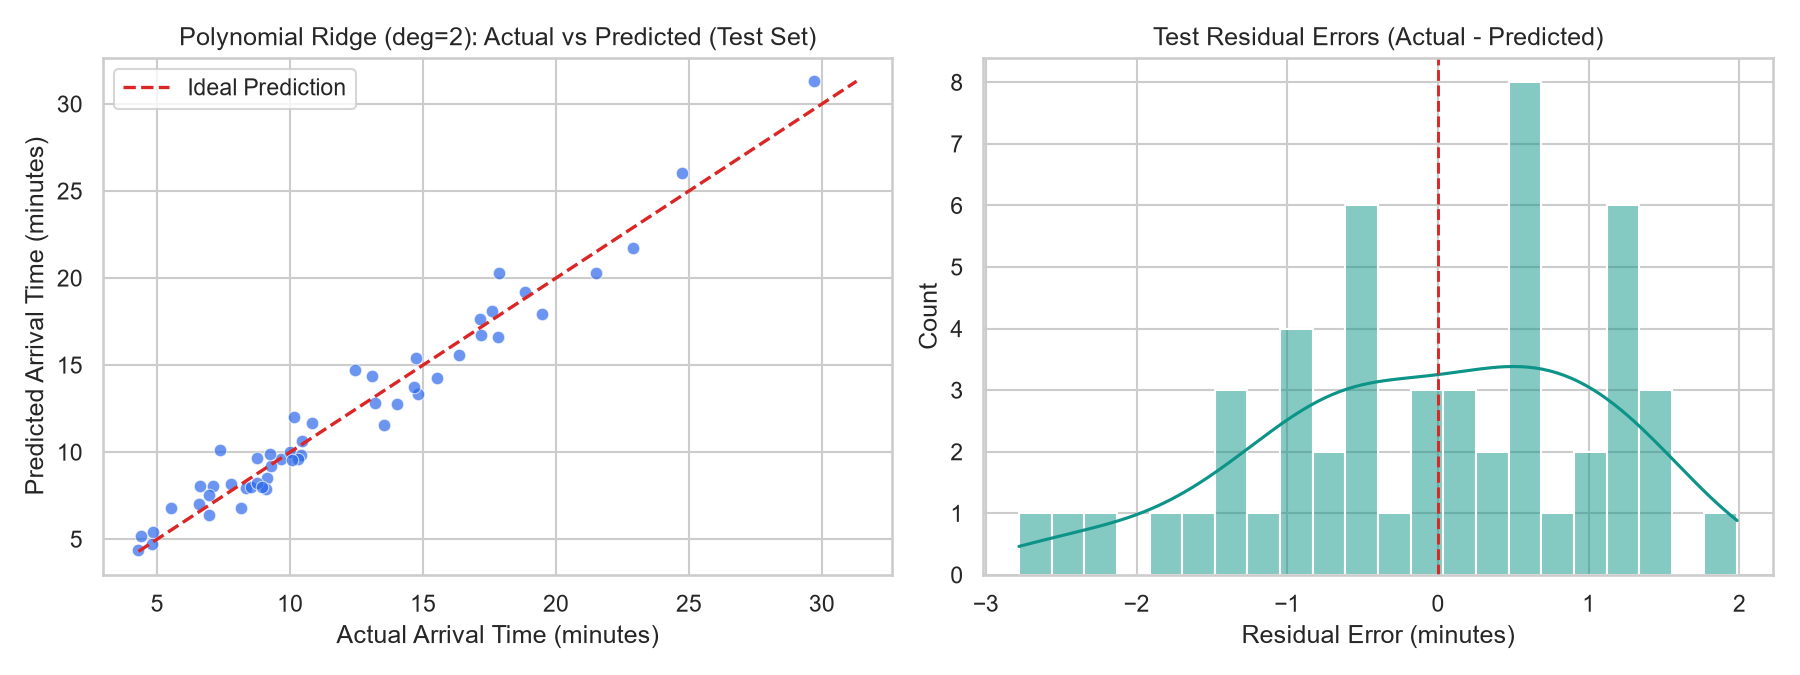 Polynomial Ridge (deg=2): Actual vs Predicted (Test Set)
Ideal Prediction
Predicted Arrival Time (minutes)
30
25
20
15
10
5
5 10 15 20 25 30
Actual Arrival Time (minutes)
Test Residual Errors (Actual - Predicted)
Count
8
7
6
5
4
3
2
1
0
−3 −2 −1 0 1 2
Residual Error (minutes)